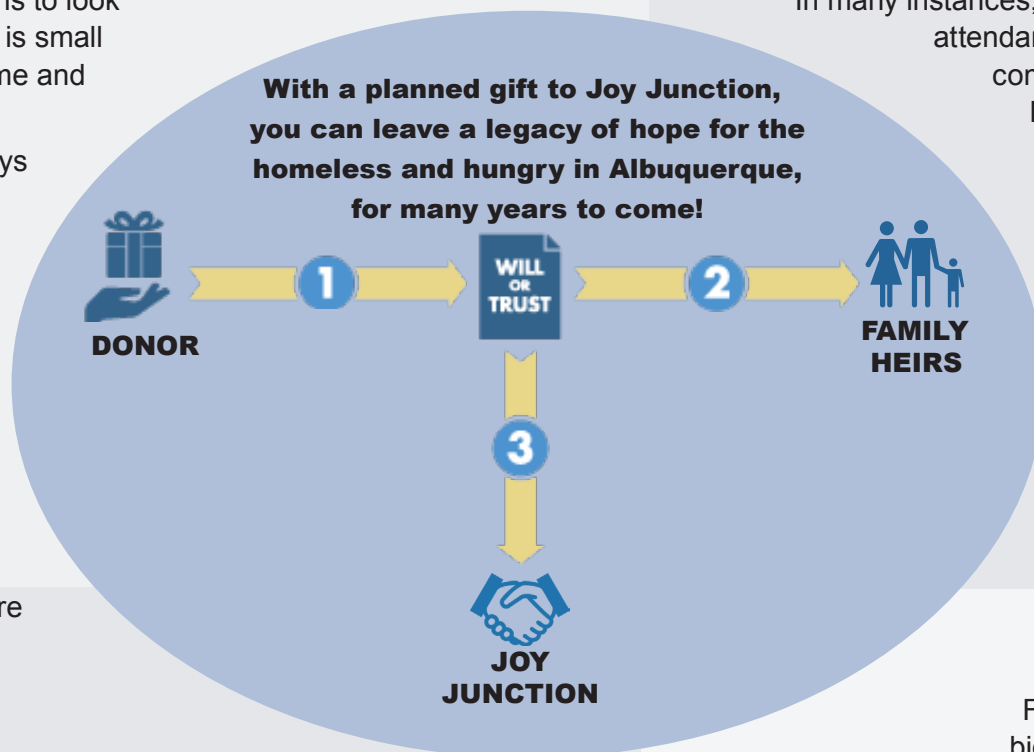 ns to look
is small
me and
ys
In many instances,
attendar
con
With a planned gift to Joy Junction,
you can leave a legacy of hope for the
homeless and hungry in Albuquerque,
for many years to come!
1
WILL
OR
TRUST
2
DONOR
FAMILY
HEIRS
3
JOY
JUNCTION
re
F